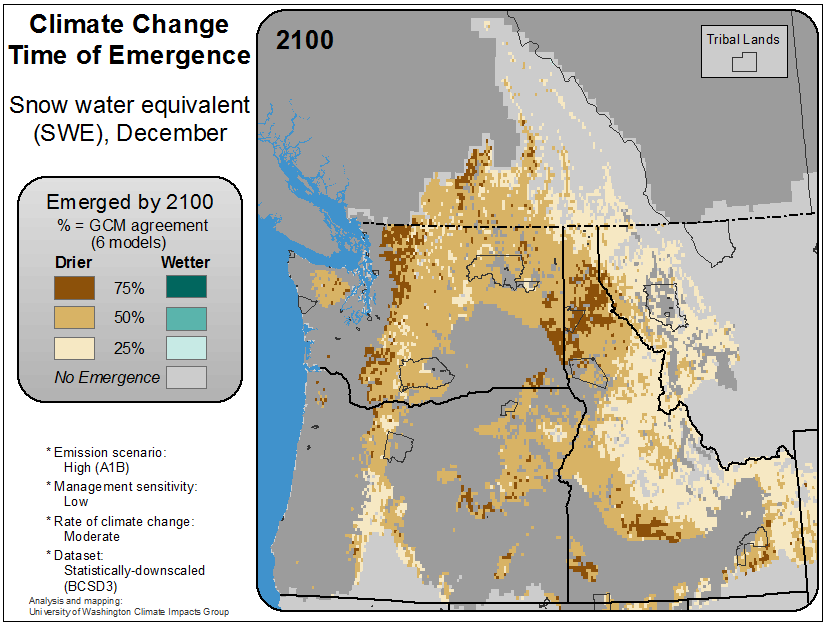 Climate Change
Time of Emergence
Snow water equivalent
(SWE), December
Emerged by 2100
% = GCM agreement
(6 models)
Drier Wetter
75%
50%
25%
No Emergence
* Emission scenario:
High (A1B)
* Management sensitivity:
Low
* Rate of climate change:
Moderate
* Dataset:
Statistically-downscaled
(BCSD3)
Analysis and mapping:
University of Washington Climate Impacts Group
2100
Tribal Lands